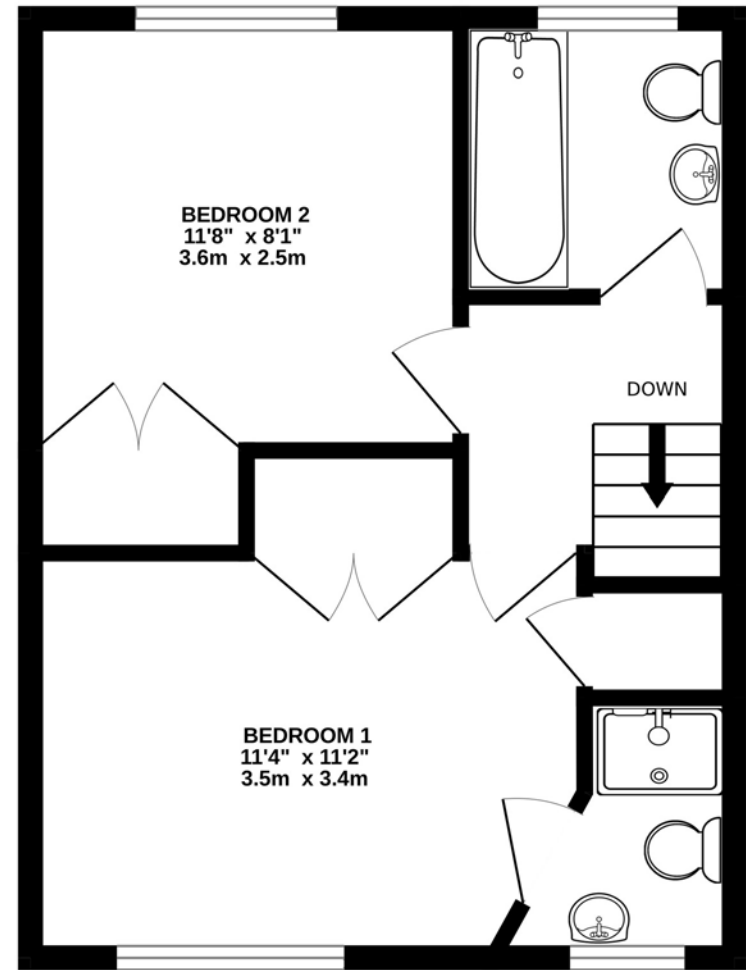 BEDROOM 2
11'8" x 8'1"
3.6m x 2.5m
DOWN
BEDROOM 1
11'4" x 11'2"
3.5m x 3.4m